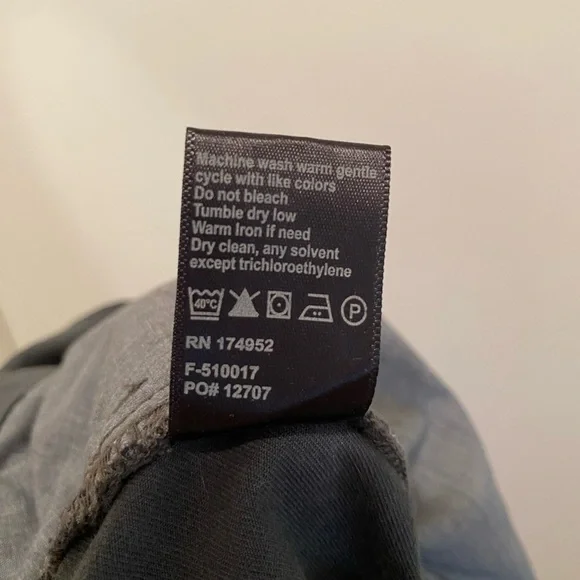 Machine wash warm gentle
cycle with like colors
Do not bleach
Tumble dry low
Warm Iron if need
Dry clean, any solvent
except trichloroethylene
40°C
P
RN 174952
F-510017
PO# 12707